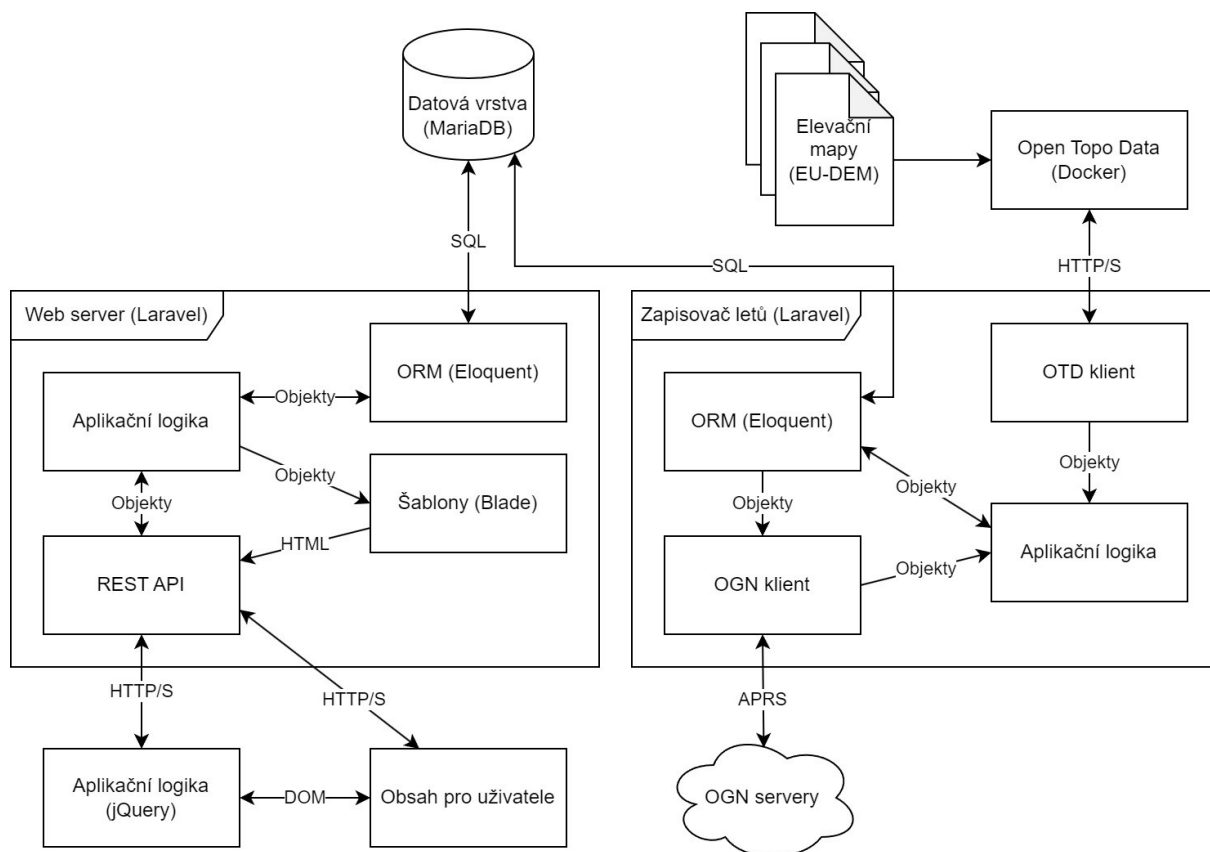 Datová vrstva
(MariaDB)
Elevační
mapy
(EU-DEM)
Open Topo Data
(Docker)
SQL
SQL
HTTP/S
Web server (Laravel)
ORM (Eloquent)
Objekty
Aplikační logika
Objekty
Šablony (Blade)
Objekty
HTML
REST API
Zapisovač letů (Laravel)
OTD klient
ORM (Eloquent)
Objekty
Objekty
Objekty
Aplikační logika
OGN klient
Objekty
HTTP/S
HTTP/S
APRS
Aplikační logika
(jQuery)
DOM
Obsah pro uživatele
OGN servery